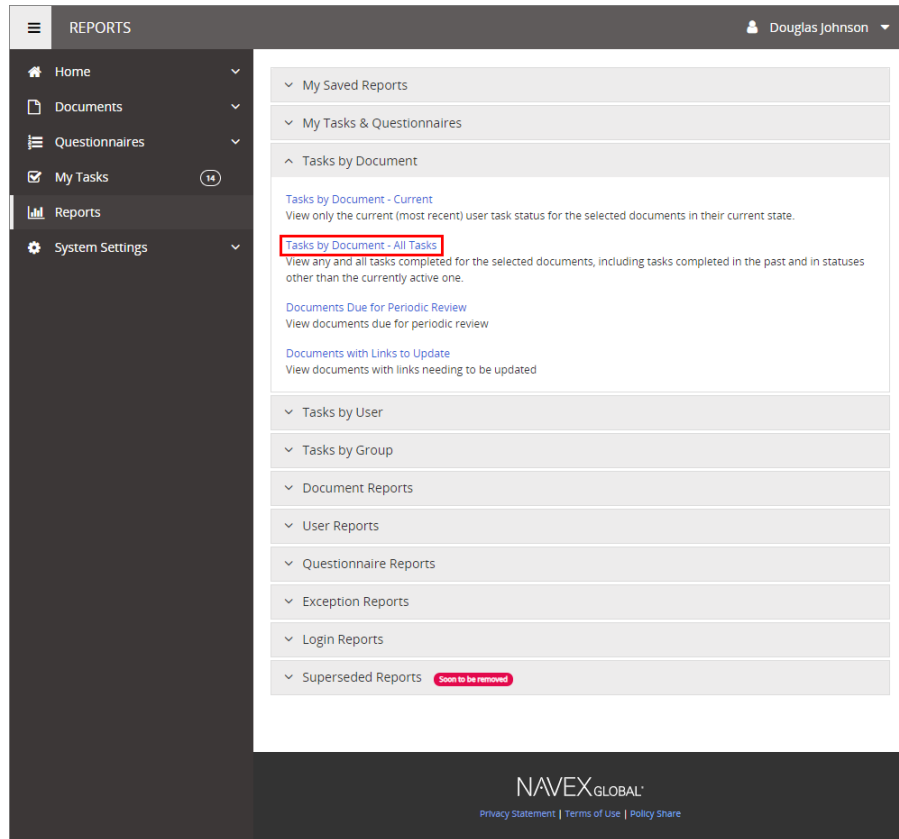 REPORTS
Douglas Johnson
Home
Documents
Questionnaires
My Tasks 14
Reports
System Settings
My Saved Reports
My Tasks & Questionnaires
Tasks by Document
Tasks by Document - Current
View only the current (most recent) user task status for the selected documents in their current state.
Tasks by Document - All Tasks
View any and all tasks completed for the selected documents, including tasks completed in the past and in statuses
other than the currently active one.
Documents Due for Periodic Review
View documents due for periodic review
Documents with Links to Update
View documents with links needing to be updated
Tasks by User
Tasks by Group
Document Reports
User Reports
Questionnaire Reports
Exception Reports
Login Reports
Superseded Reports Soon to be removed
NAVEX GLOBAL
Privacy Statement | Terms of Use | Policy Share